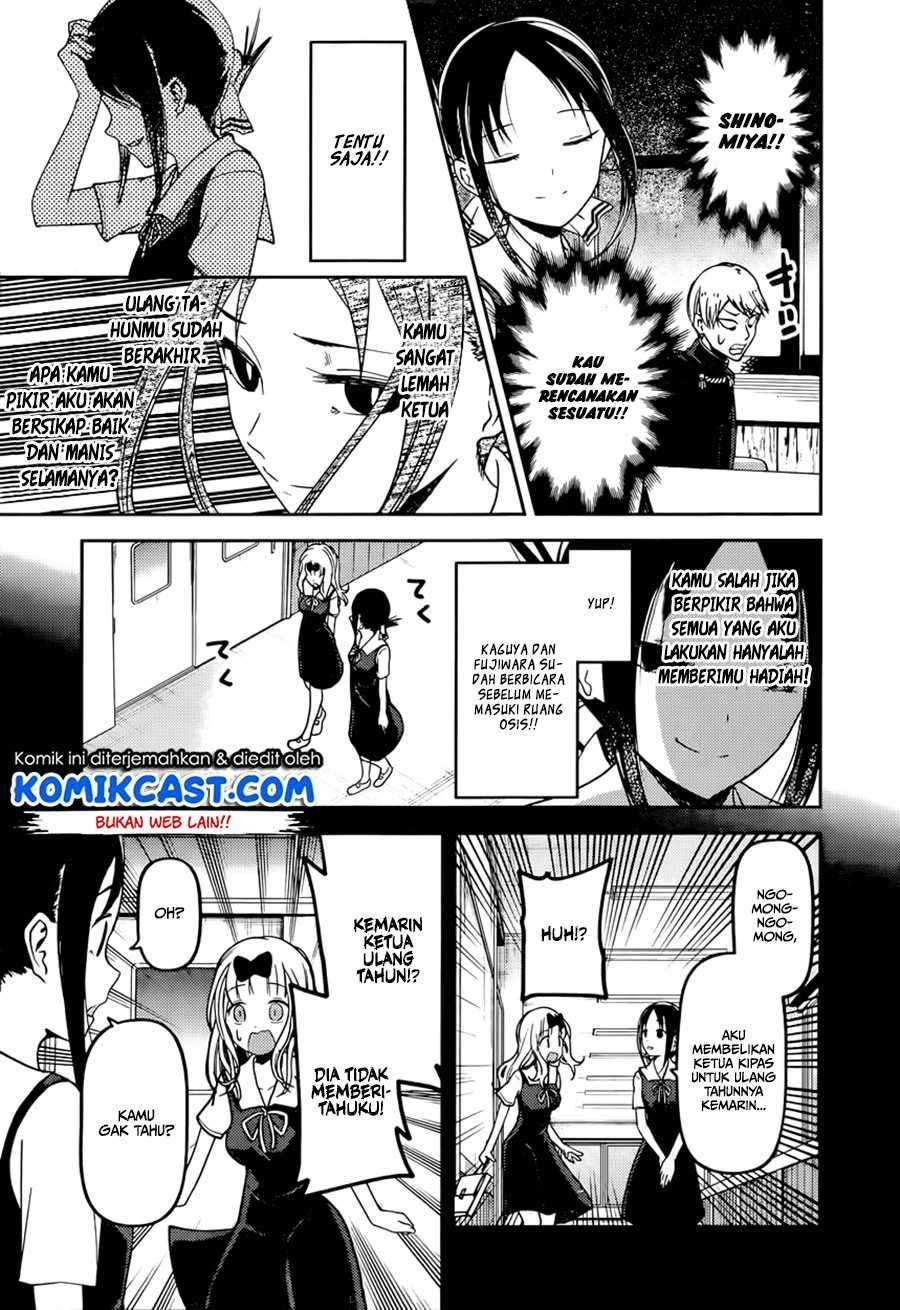 SHINO-
MIYA!!
KAU
SUDAH ME-
RENCANAKAN
SESUATU!!
TENTU
SAJA!!
KAMU
SANGAT
LEMAH
KETUA
ULANG TA-
HUNMU SUDAH
BERAKHIR.
APA KAMU
PIKIR AKU AKAN
BERSIKAP BAIK
DAN MANIS
SELAMANYA?
KAMU SALAH JIKA
BERPIKIR BAHWA
SEMUA YANG AKU
LAKUKAN HANYALAH
MEMBERIMU HADIAH!
YUP!
KAGUYA DAN
FUJIWARA SU-
DAH BERBICARA
SEBELUM ME-
MASUKI RUANG
OSIS!!
Komik ini diterjemahkan & diedit oleh
KOMIKCAST.COM
BUKAN WEB LAIN!!
NGO-
MONG-
NGO-
MONG,
AKU
MEMBELIKAN
KETUA KIPAS
UNTUK ULANG
TAHUNNYA
KEMARIN...
HUH!?
KEMARIN
KETUA
ULANG
TAHUN!?
DIA TIDAK
MEMBERI-
TAHUKU!
OH?
KAMU
GAK TAHU?